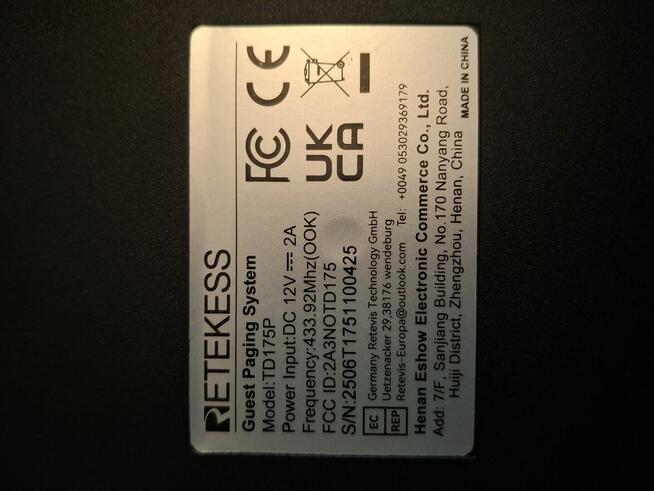 RETEKESS
Guest Paging System
Model:TD175P
Power Input:DC 12V 2A
Frequency:433.92Mhz(OOK)
FCC ID:2A3NOTD175
S/N:2506T1751100425
FC CE
UK
CA
EC REP
Germany Retevis Technology GmbH
Uetzenacker 29,38176 wendeburg
Retevis-Europa@outlook.com Tel: +0049 053029369179
Henan Eshow Electronic Commerce Co., Ltd.
Add: 7/F, Sanjiang Building, No.170 Nanyang Road,
Huiji District, Zhengzhou, Henan, China
MADE IN CHINA